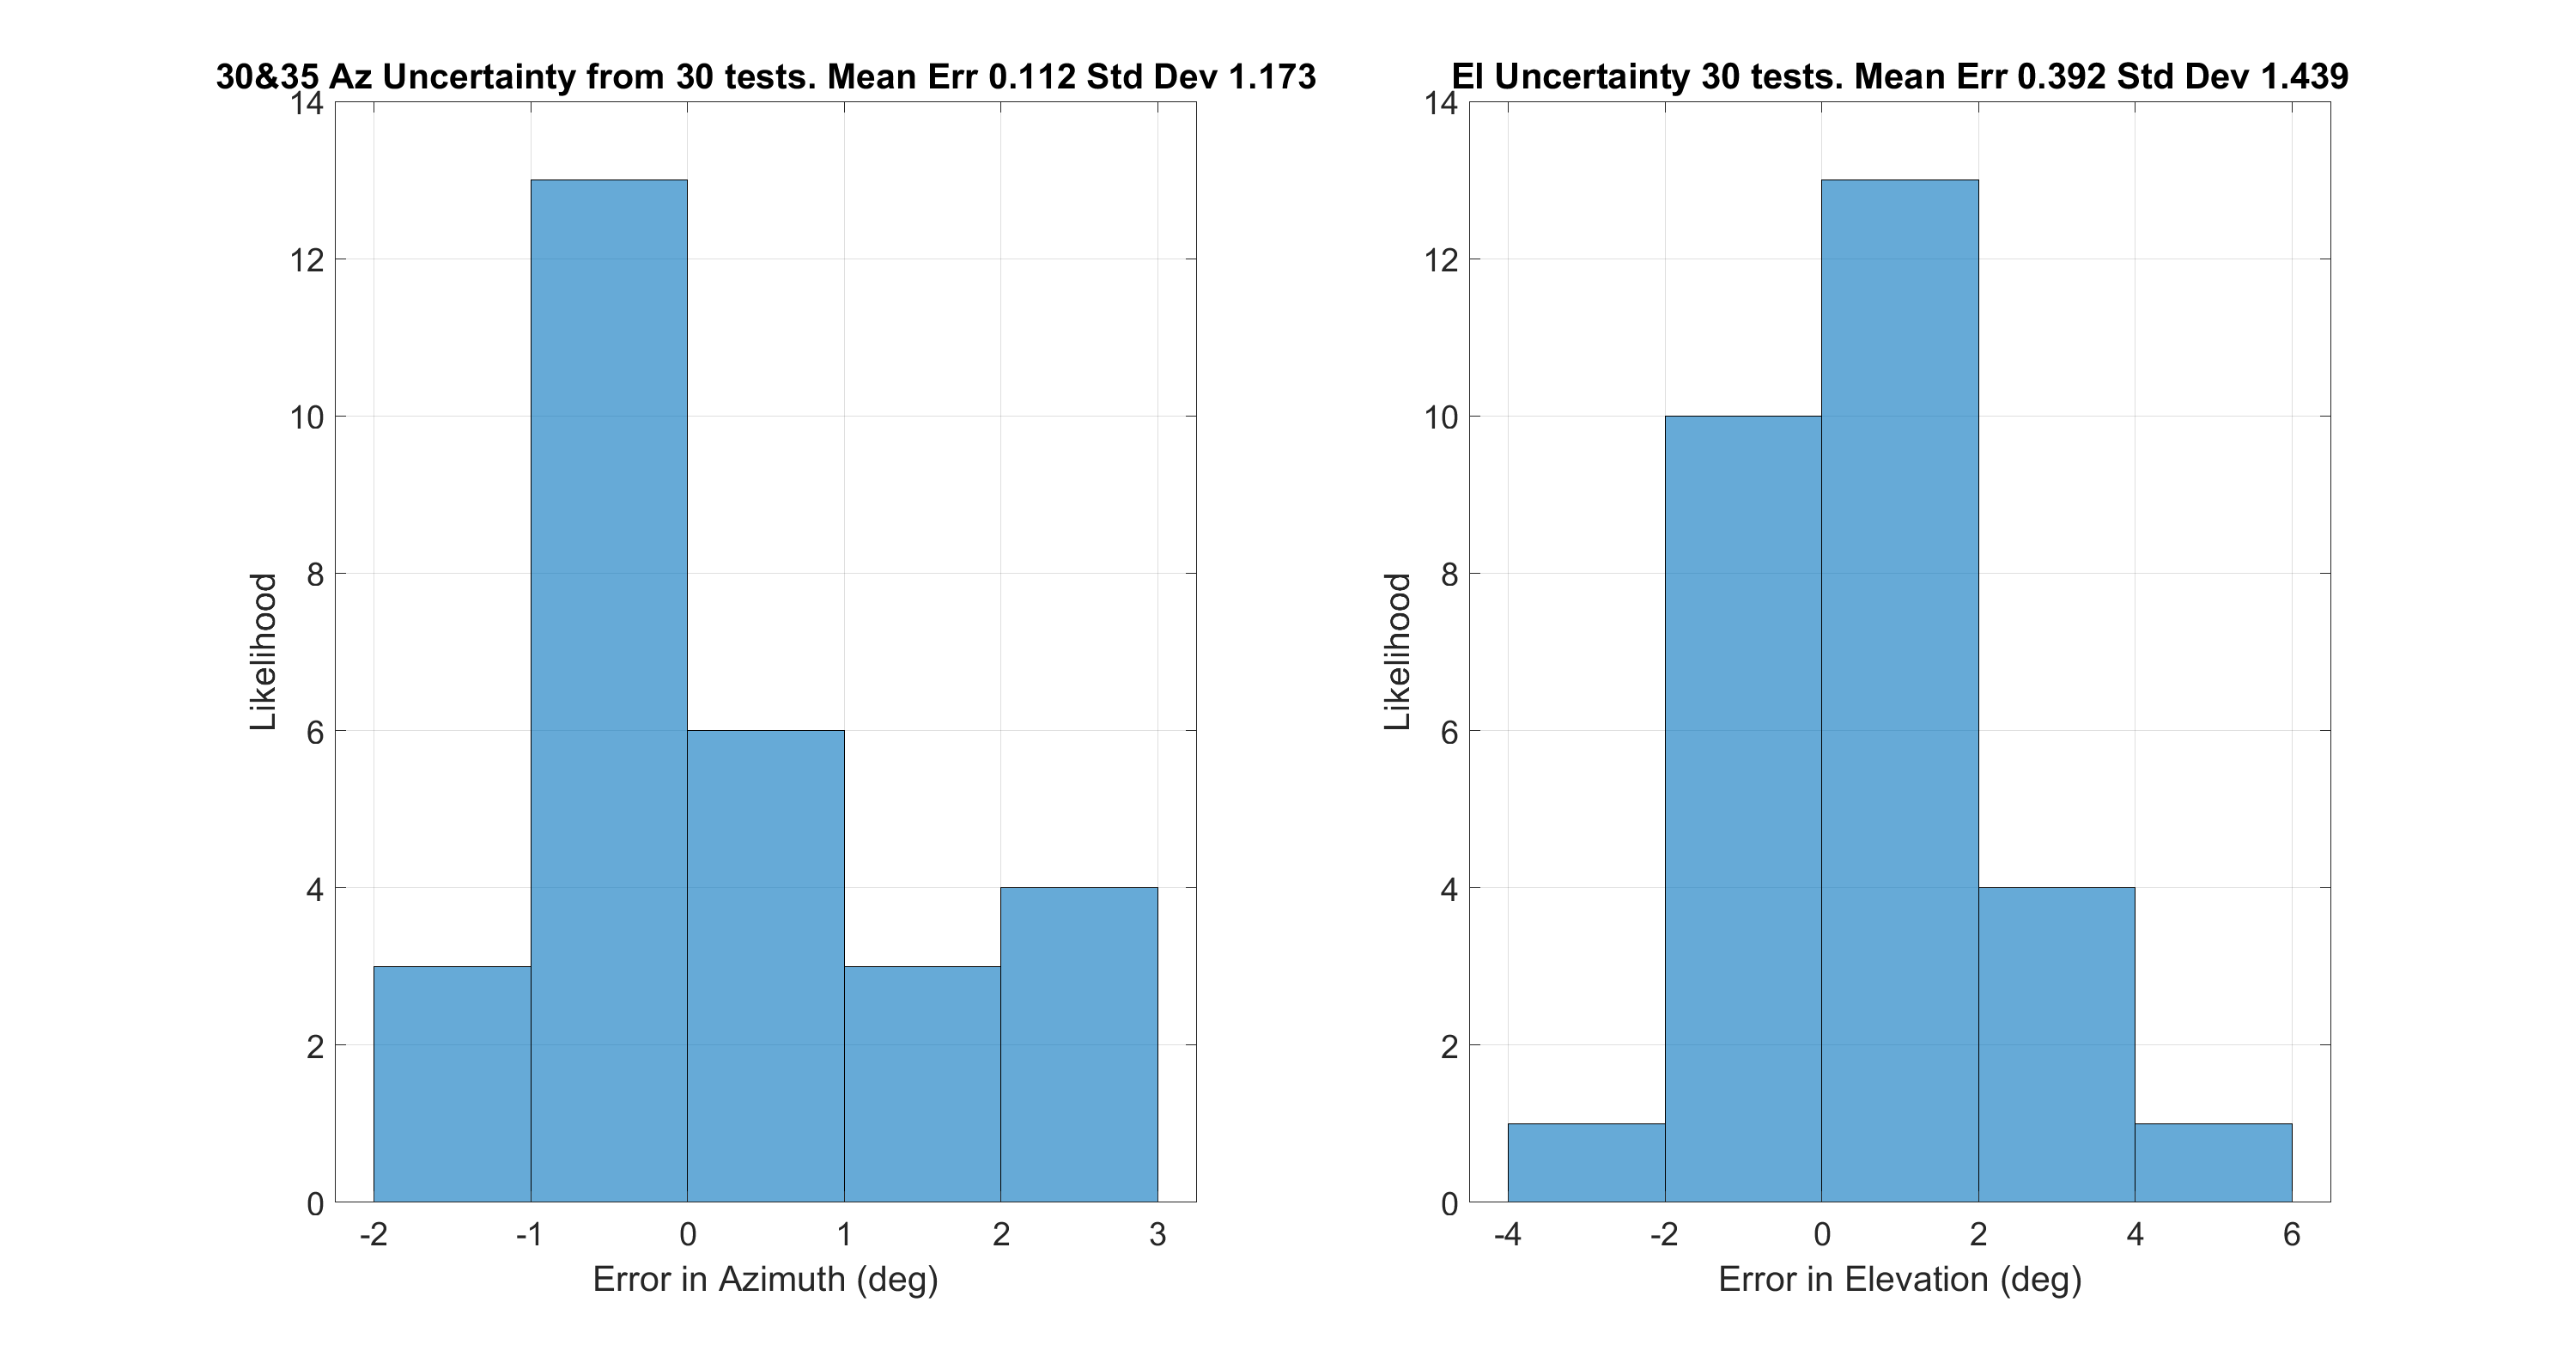 30&35 Az Uncertainty from 30 tests. Mean Err 0.112 Std Dev 1.173
14
12
10
8
6
4
2
0
Likelihood
-2 -1 0 1 2 3
Error in Azimuth (deg)
El Uncertainty 30 tests. Mean Err 0.392 Std Dev 1.439
14
12
10
8
6
4
2
0
Likelihood
-4 -2 0 2 4 6
Error in Elevation (deg)